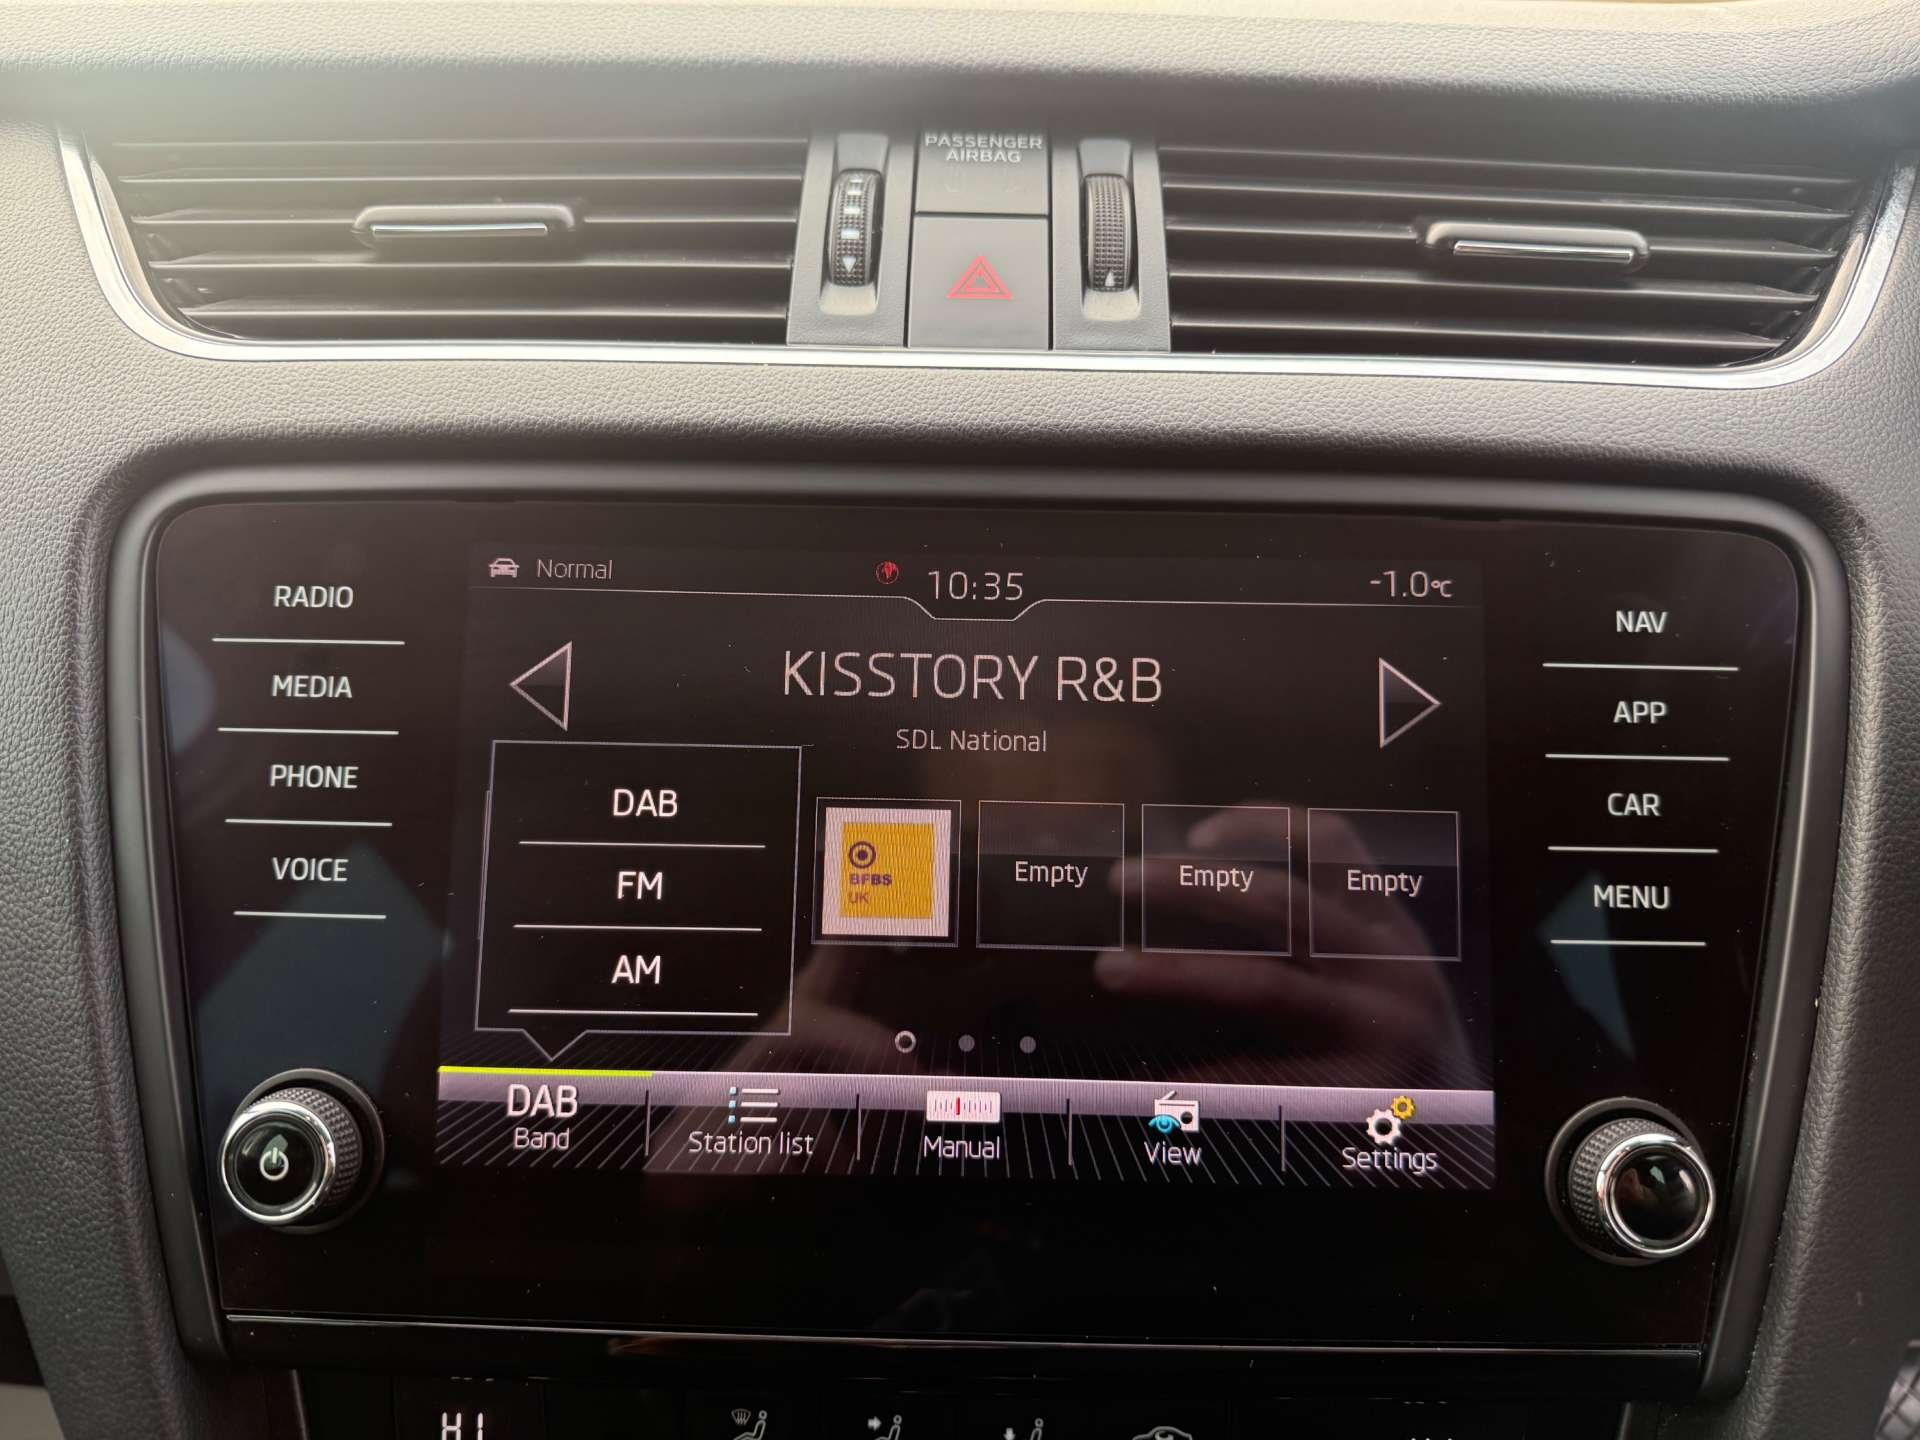 PASSENGER
AIRBAG
Normal
10:35
-1.0°C
RADIO
MEDIA
PHONE
VOICE
NAV
APP
CAR
MENU
KISSTORY R&B
SDL National
DAB
FM
AM
BFBS
UK
Empty
Empty
Empty
DAB
Band
Station list
Manual
View
Settings
HI